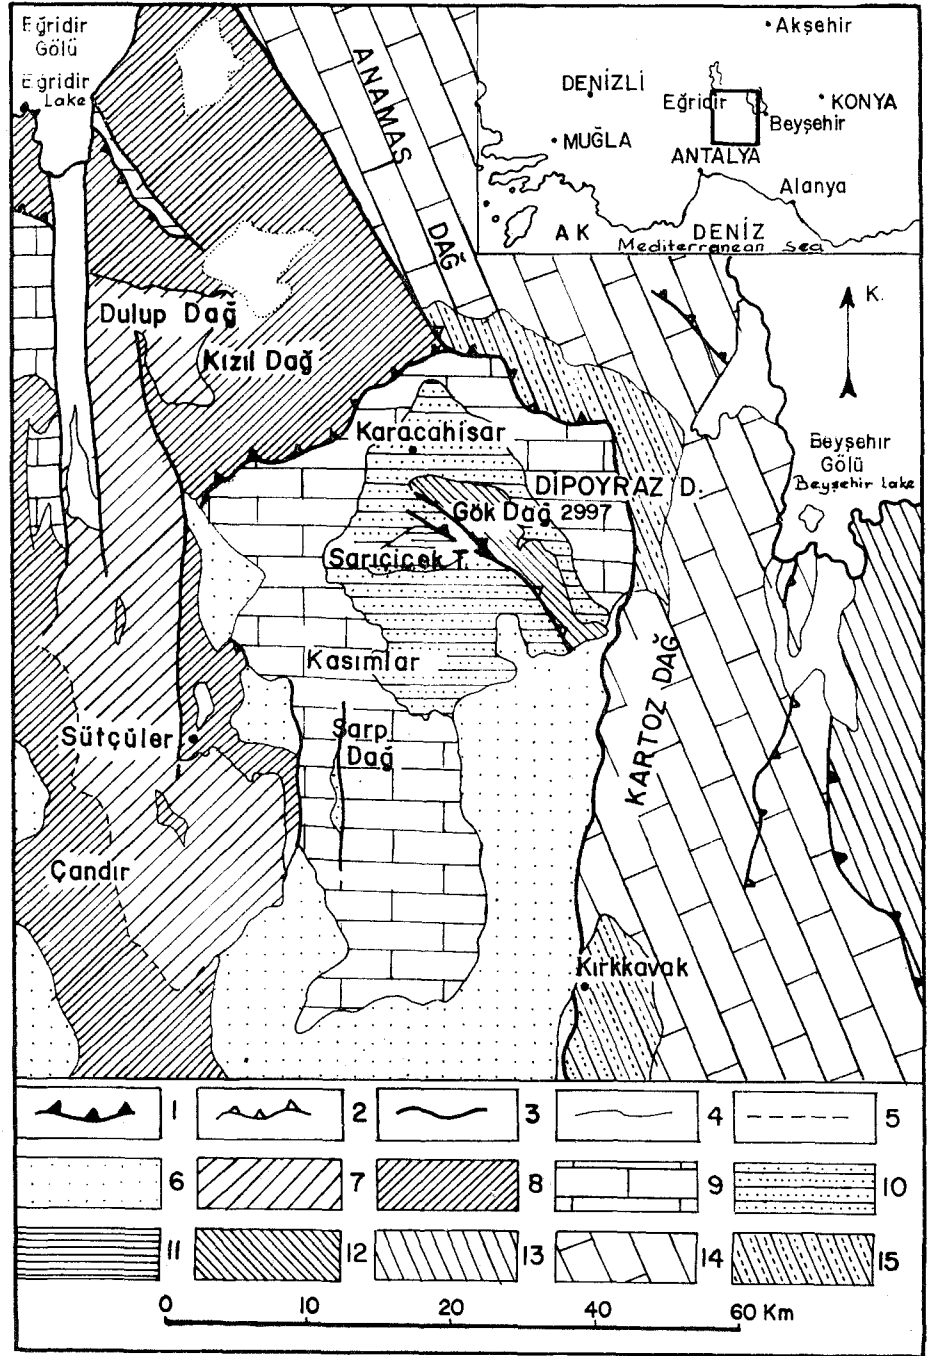 Eğridir
Gölü
Eğridir
Lake
ANAMAS
DAĞ
Akşehir
DENİZLİ
Eğridir
KONYA
Beyşehir
MUĞLA
ANTALYA
Alanya
AK DENİZ
Mediterranean Sea
K.
Dulup Dağ
Kızıl Dağ
Karacahisar
DİPOYRAZ D.
Gök Dağ 2997
Sarıçiçek T.
Beyşehir
Gölü
Beyşehir lake
Kasımlar
KARTOZ DAĞ
Sarp
Dağ
Sütçüler
Çandır
Kırkkavak
1 2 3 4 5
6 7 8 9 10
11 12 13 14 15
0 10 20 40 60 Km